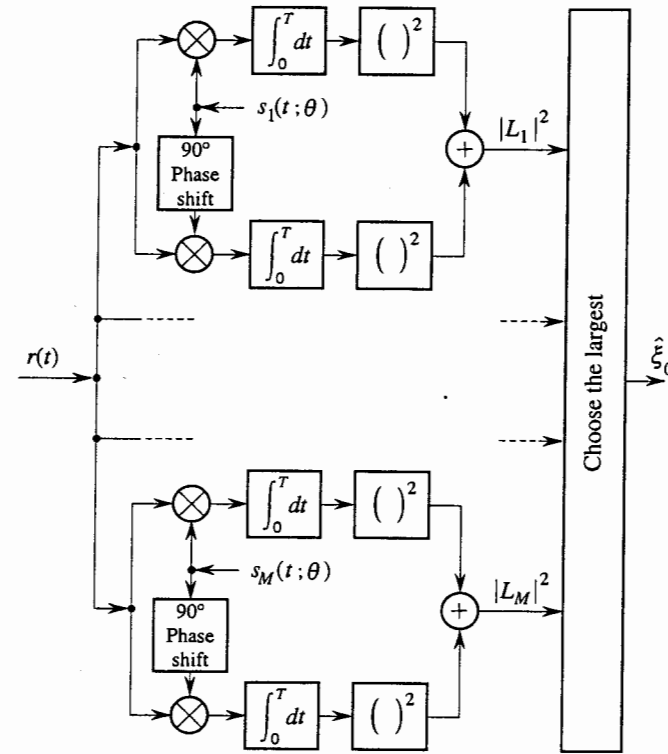 ∫₀ᵀ dt
( )²
s₁(t;θ)
|L₁|²
90°
Phase
shift
∫₀ᵀ dt
( )²
r(t)
Choose the largest
∫₀ᵀ dt
( )²
s_M(t;θ)
|L_M|²
90°
Phase
shift
∫₀ᵀ dt
( )²